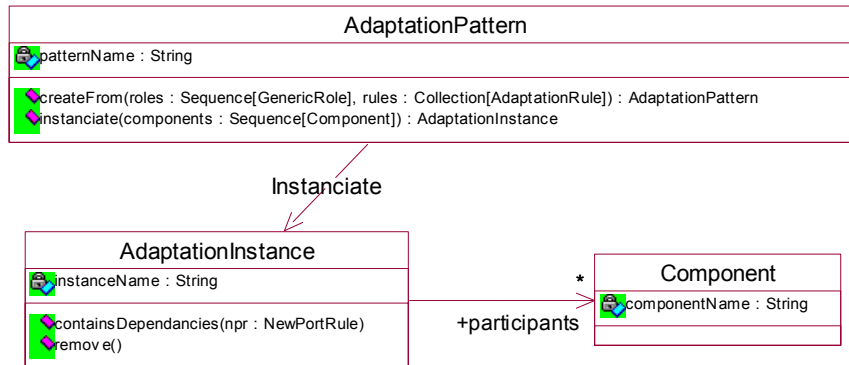 AdaptationPattern
patternName : String
createFrom(roles : Sequence[GenericRole], rules : Collection[AdaptationRule]) : AdaptationPattern
instanciate(components : Sequence[Component]) : AdaptationInstance
Instanciate
AdaptationInstance
instanceName : String
containsDependancies(npr : NewPortRule)
remove()
*
+participants
Component
componentName : String